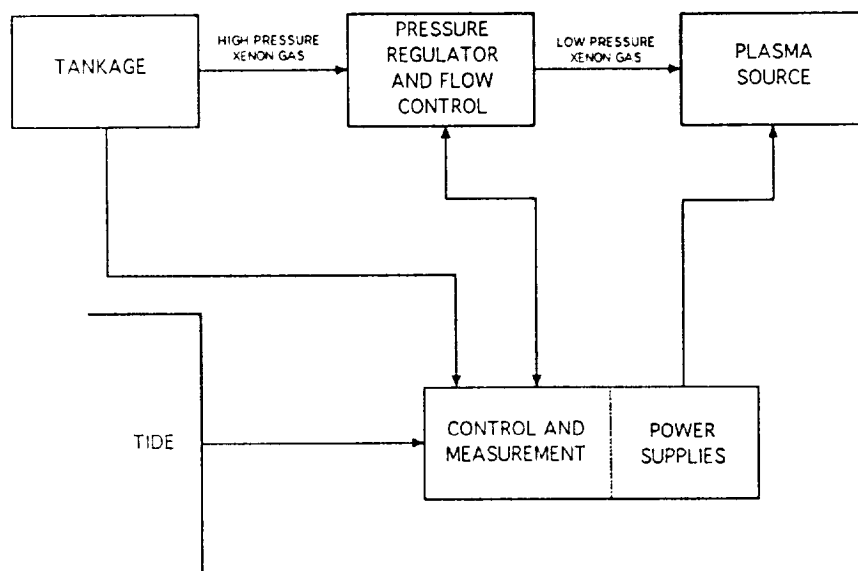 TANKAGE
HIGH PRESSURE
XENON GAS
PRESSURE
REGULATOR
AND FLOW
CONTROL
LOW PRESSURE
XENON GAS
PLASMA
SOURCE
TIDE
CONTROL AND
MEASUREMENT
POWER
SUPPLIES